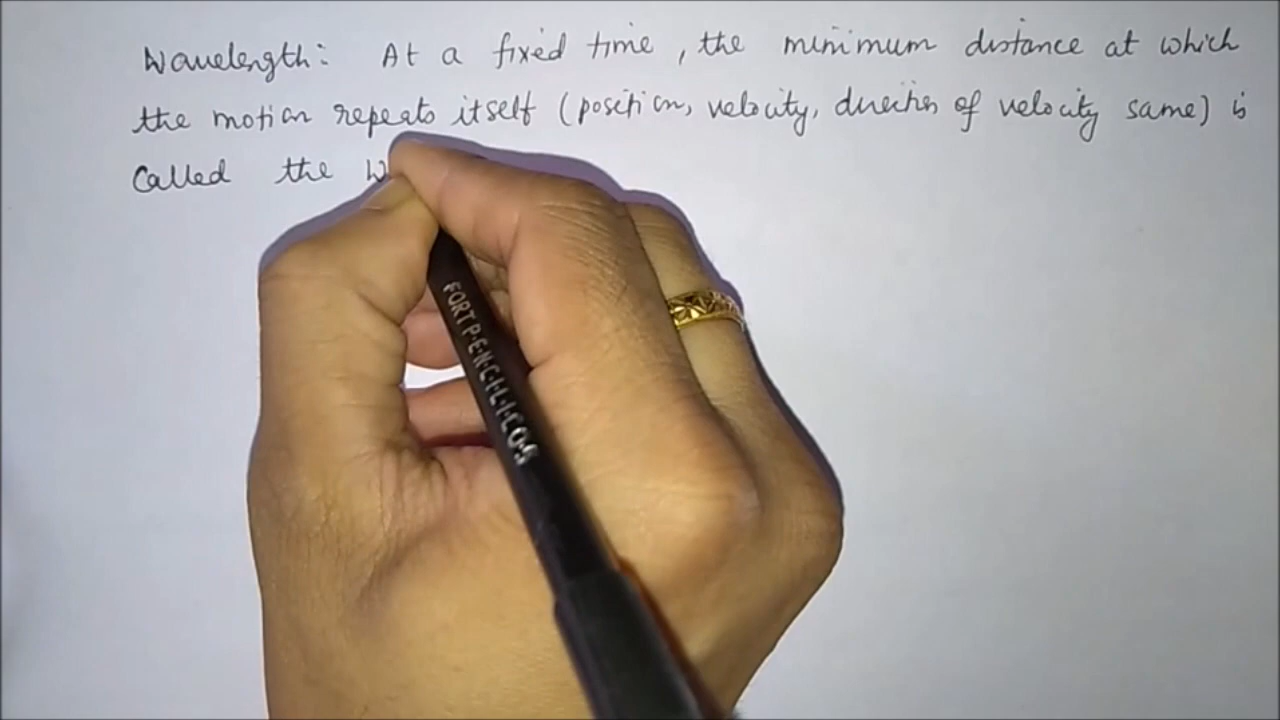 Wavelength: At a fixed time, the minimum distance at which
the motion repeats itself (position, velocity, direction of velocity same) is
called the w
FORT P.E.N.C.I.L.I.C.O.S